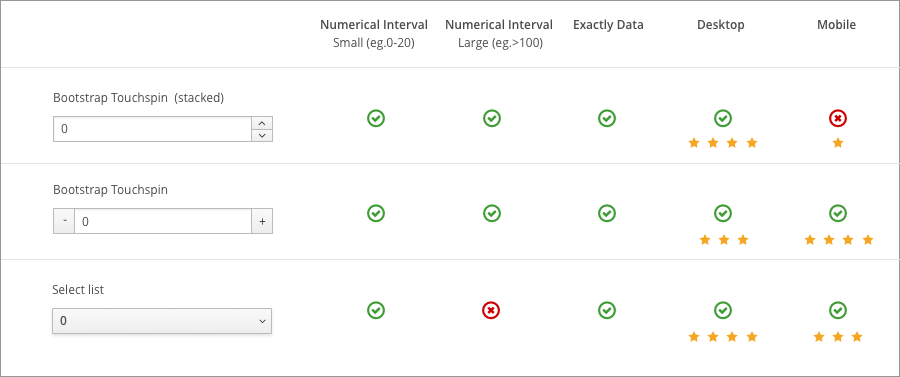 Numerical Interval Numerical Interval Exactly Data Desktop Mobile
Small (eg.0-20) Large (eg.>100)
Bootstrap Touchspin (stacked)
0
Bootstrap Touchspin
- 0 +
Select list
0